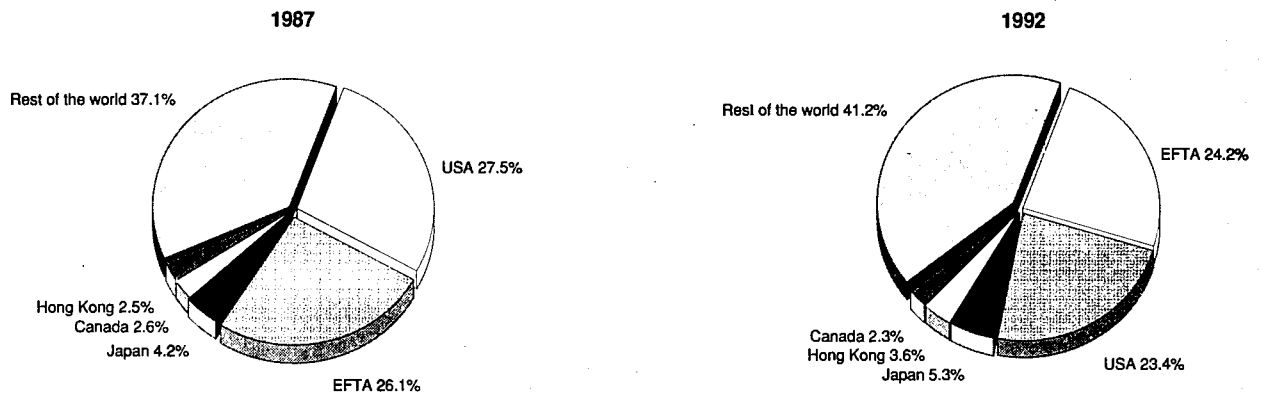 1987
Rest of the world 37.1%
USA 27.5%
Hong Kong 2.5%
Canada 2.6%
Japan 4.2%
EFTA 26.1%
1992
Rest of the world 41.2%
EFTA 24.2%
Canada 2.3%
Hong Kong 3.6%
Japan 5.3%
USA 23.4%